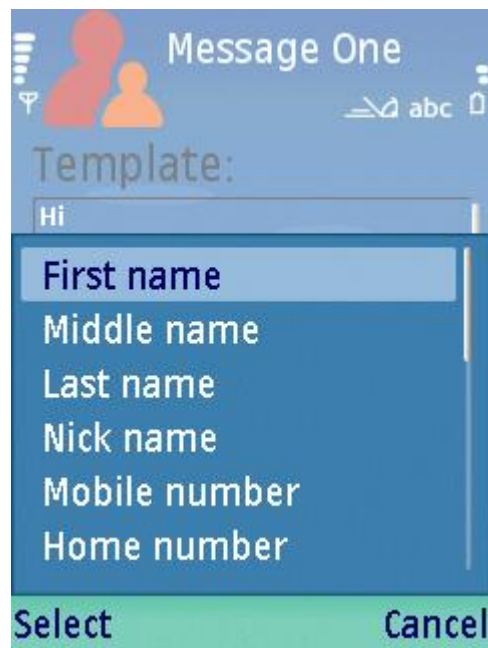 Message One
abc
Template:
Hi
First name
Middle name
Last name
Nick name
Mobile number
Home number
Select Cancel